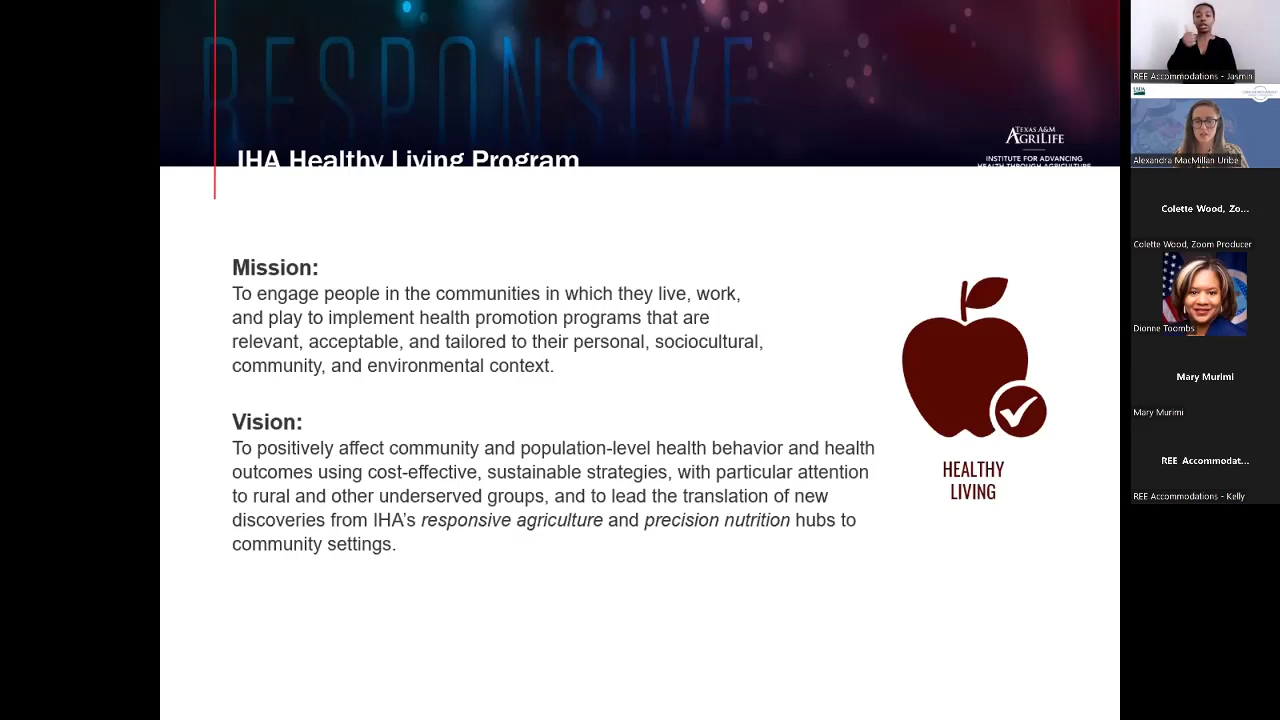 RESPONSIVE
IHA Healthy Living Program
TEXAS A&M
AGRILIFE
INSTITUTE FOR ADVANCING
HEALTH THROUGH AGRICULTURE
Mission:
To engage people in the communities in which they live, work,
and play to implement health promotion programs that are
relevant, acceptable, and tailored to their personal, sociocultural,
community, and environmental context.
Vision:
To positively affect community and population-level health behavior and health
outcomes using cost-effective, sustainable strategies, with particular attention
to rural and other underserved groups, and to lead the translation of new
discoveries from IHA’s responsive agriculture and precision nutrition hubs to
community settings.
HEALTHY
LIVING
REE Accommodations - Jasmin
USDA
Alexandra MacMillan Uribe
Colette Wood, Zo...
Colette Wood, Zoom Producer
Dionne Toombs
Mary Murimi
Mary Murimi
REE Accommodat...
REE Accommodations - Kelly